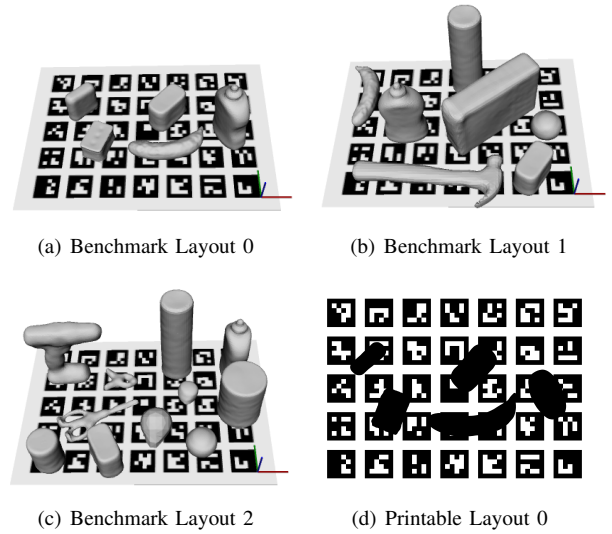 (a) Benchmark Layout 0
(b) Benchmark Layout 1
(c) Benchmark Layout 2
(d) Printable Layout 0